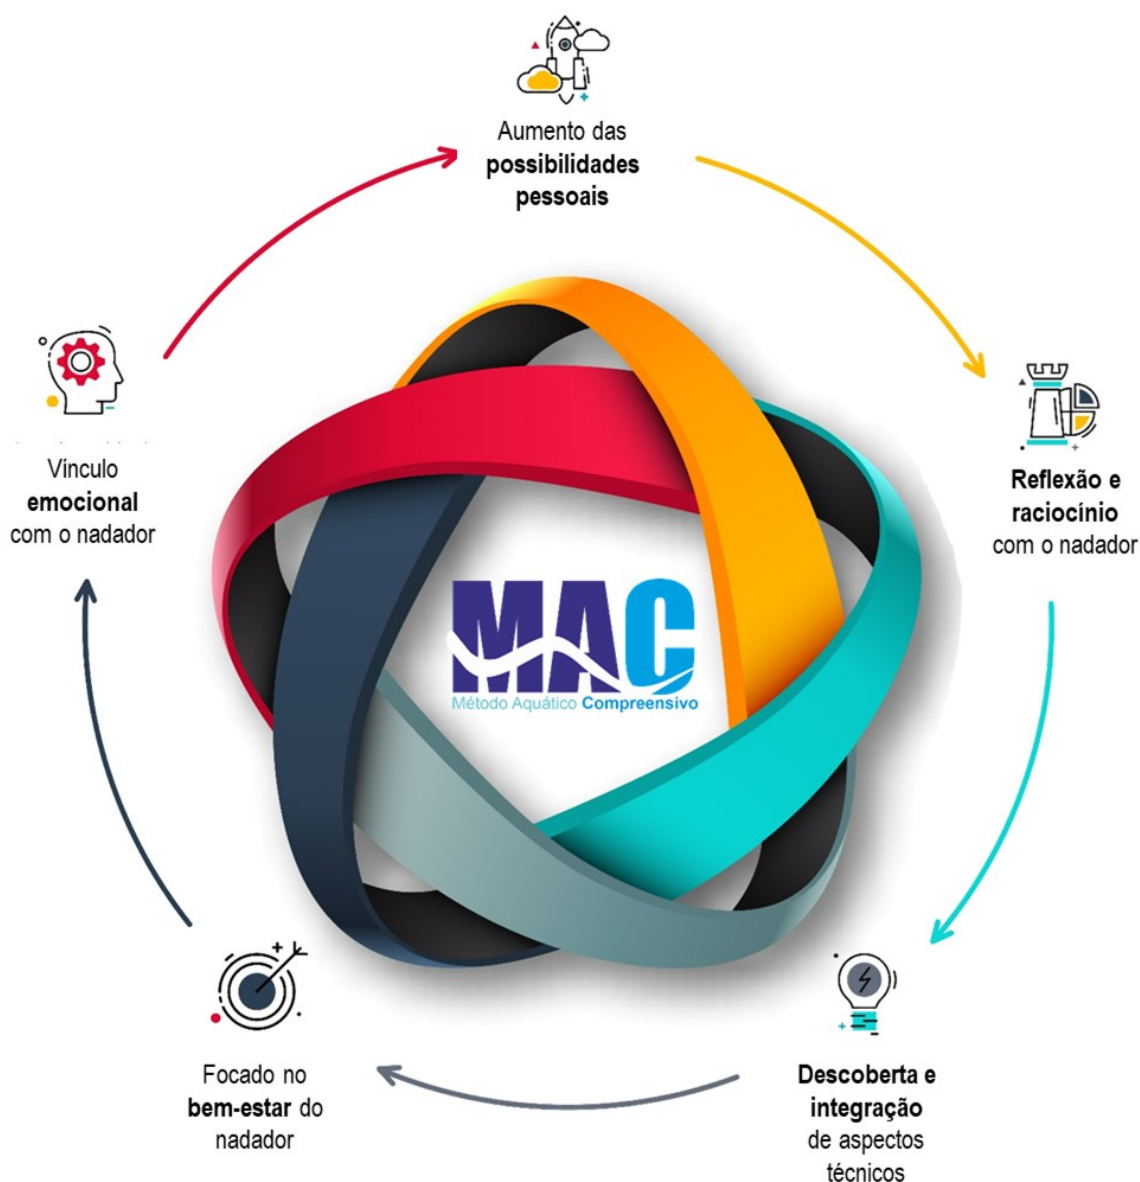 Aumento das
possibilidades
pessoais
Reflexão e
raciocínio
com o nadador
Descoberta e
integração
de aspectos
técnicos
Focado no
bem-estar do
nadador
Vínculo
emocional
com o nadador
MAC
Método Aquático Compreensivo